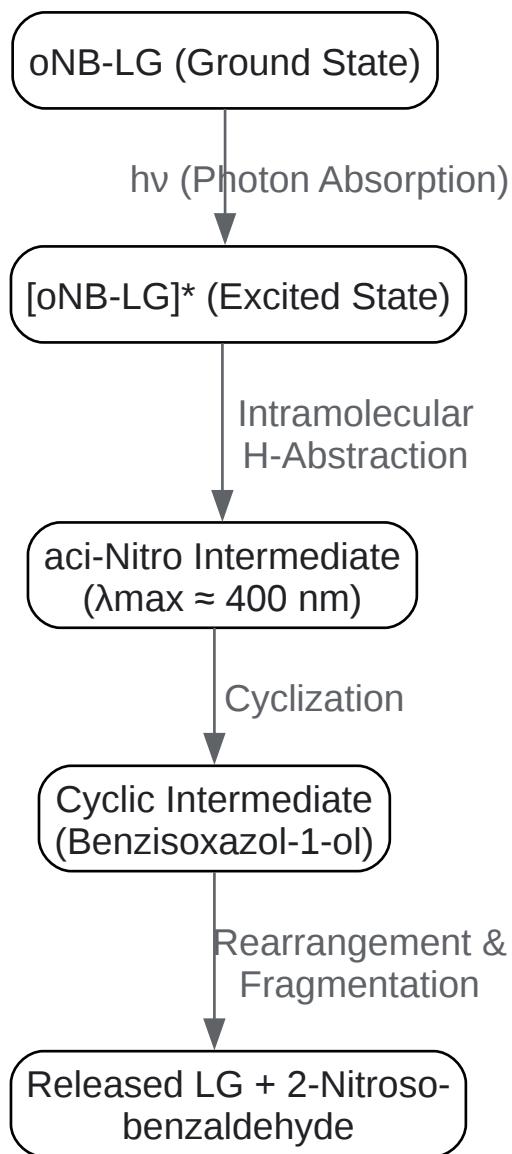 oNB-LG (Ground State)
hν (Photon Absorption)
[oNB-LG]* (Excited State)
Intramolecular
H-Abstraction
aci-Nitro Intermediate
(λmax ≈ 400 nm)
Cyclization
Cyclic Intermediate
(Benzisoxazol-1-ol)
Rearrangement &
Fragmentation
Released LG + 2-Nitroso-
benzaldehyde